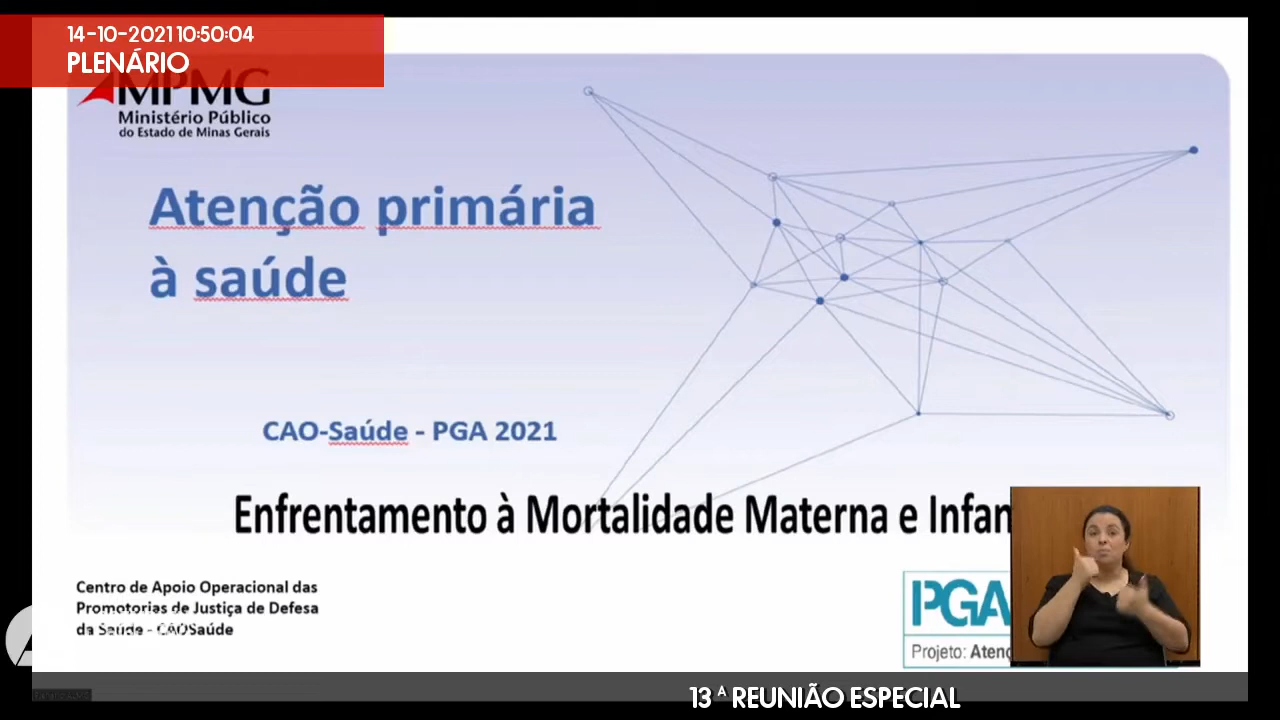 14-10-2021 10:50:04
PLENÁRIO
MPMG
Ministério Público
do Estado de Minas Gerais
Atenção primária
à saúde
CAO-Saúde - PGA 2021
Enfrentamento à Mortalidade Materna e Infan
Centro de Apoio Operacional das
Promotorias de Justiça de Defesa
da Saúde - CAOSaúde
PGA
Projeto: Atenç
13ª REUNIÃO ESPECIAL